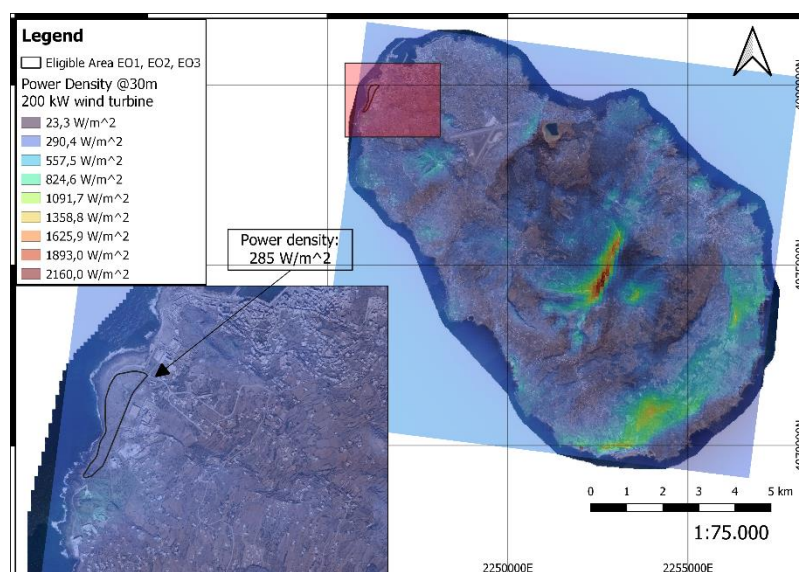 Legend
Eligible Area EO1, EO2, EO3
Power Density @30m
200 kW wind turbine
23,3 W/m^2
290,4 W/m^2
557,5 W/m^2
824,6 W/m^2
1091,7 W/m^2
1358,8 W/m^2
1625,9 W/m^2
1893,0 W/m^2
2160,0 W/m^2
Power density:
285 W/m^2
4075000N
4070000N
0 1 2 3 4 5 km
1:75.000
2250000E
2255000E